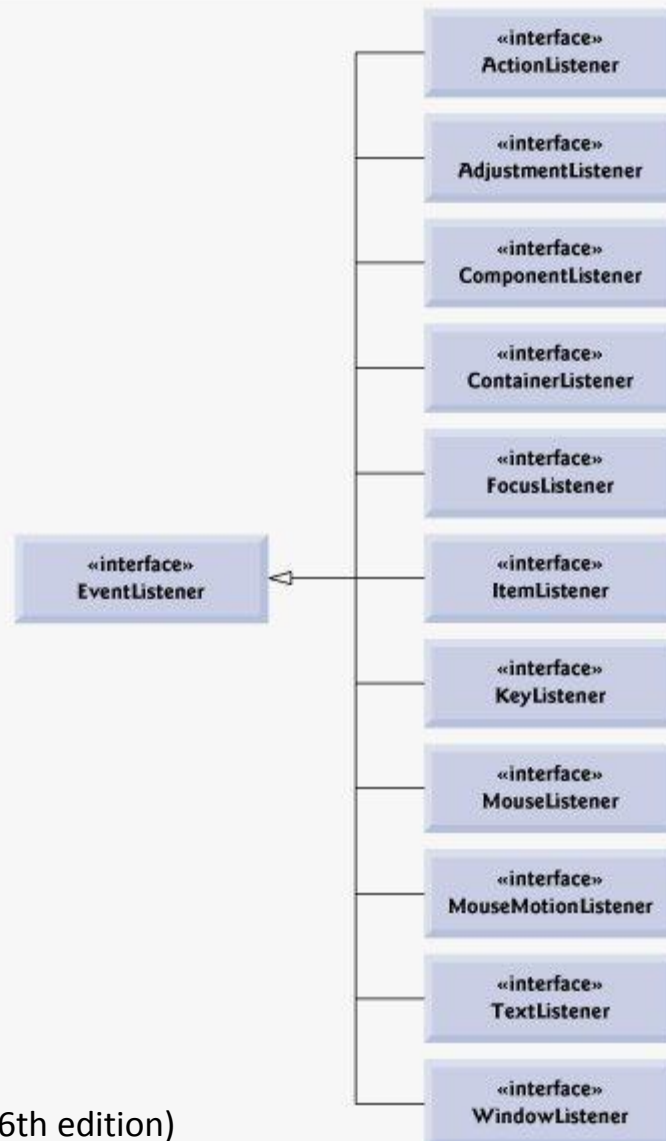 «interface»
ActionListener
«interface»
AdjustmentListener
«interface»
ComponentListener
«interface»
ContainerListener
«interface»
FocusListener
«interface»
EventListener
«interface»
ItemListener
«interface»
KeyListener
«interface»
MouseListener
«interface»
MouseMotionListener
«interface»
TextListener
«interface»
WindowListener
6th edition)